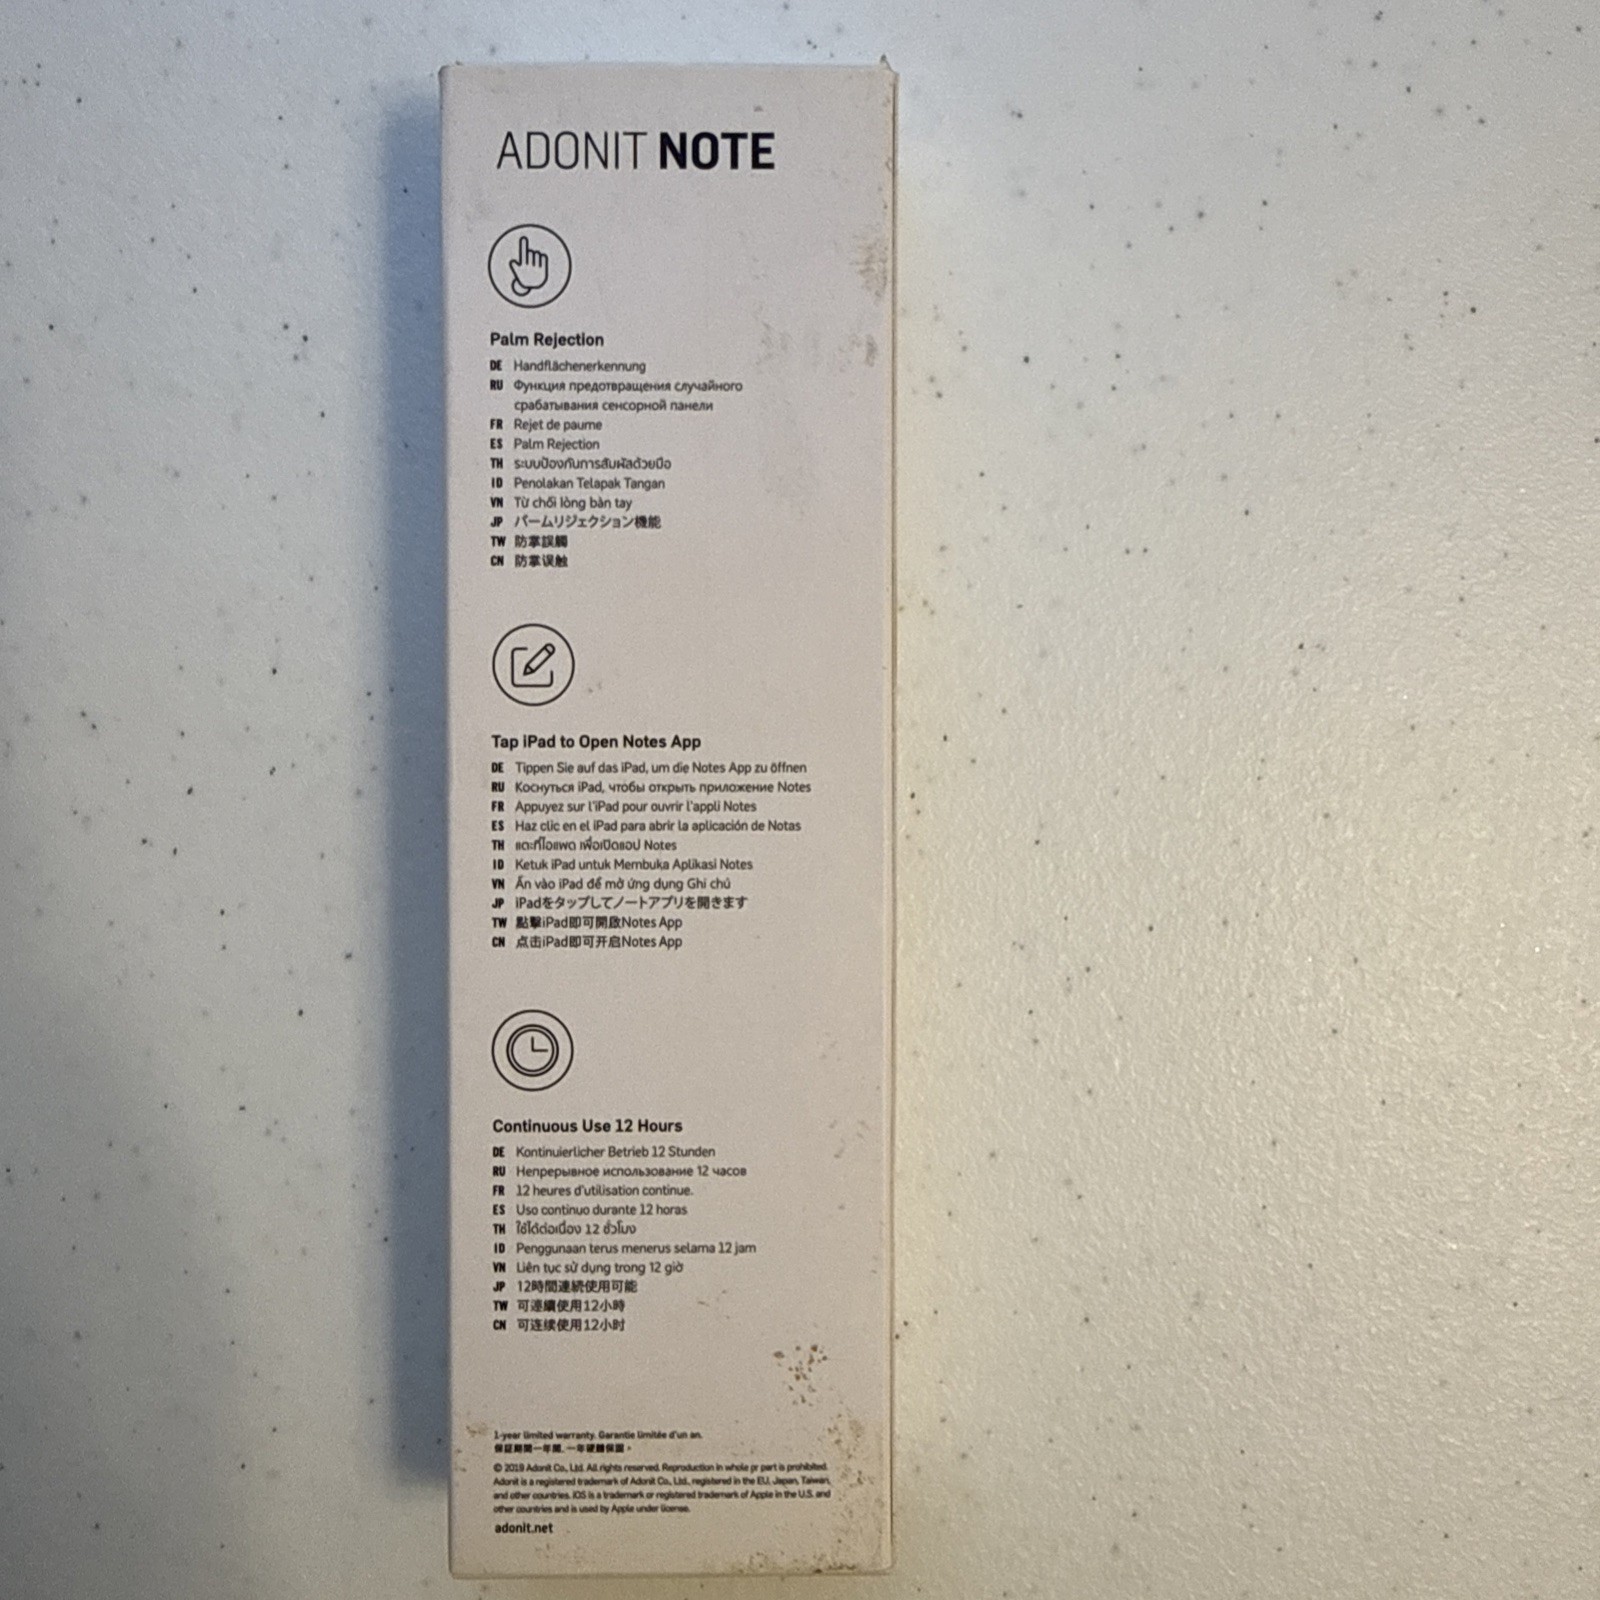 ADONIT NOTE
Palm Rejection
DE Handflächenerkennung
RU Функция предотвращения случайного
срабатывания сенсорной панели
FR Rejet de paume
ES Palm Rejection
TH ระบบป้องกันการสัมผัสด้วยมือ
ID Penolakan Telapak Tangan
VN Từ chối lòng bàn tay
JP パームリジェクション機能
TW 防掌誤觸
CN 防掌误触
Tap iPad to Open Notes App
DE Tippen Sie auf das iPad, um die Notes App zu öffnen
RU Коснуться iPad, чтобы открыть приложение Notes
FR Appuyez sur l'iPad pour ouvrir l'appli Notes
ES Haz clic en el iPad para abrir la aplicación de Notas
TH แตะที่ไอแพด เพื่อเปิดแอป Notes
ID Ketuk iPad untuk Membuka Aplikasi Notes
VN Ấn vào iPad để mở ứng dụng Ghi chú
JP iPadをタップしてノートアプリを開きます
TW 點擊iPad即可開啟Notes App
CN 点击iPad即可开启Notes App
Continuous Use 12 Hours
DE Kontinuierlicher Betrieb 12 Stunden
RU Непрерывное использование 12 часов
FR 12 heures d'utilisation continue.
ES Uso continuo durante 12 horas
TH ใช้ได้ต่อเนื่อง 12 ชั่วโมง
ID Penggunaan terus menerus selama 12 jam
VN Liên tục sử dụng trong 12 giờ
JP 12時間連続使用可能
TW 可連續使用12小時
CN 可连续使用12小时
1-year limited warranty. Garantie limitée d'un an.
保証期間一年間. 一年硬體保固。
© 2019 Adonit Co., Ltd. All rights reserved. Reproduction in whole or part is prohibited.
Adonit is a registered trademark of Adonit Co., Ltd., registered in the EU, Japan, Taiwan,
and other countries. iOS is a trademark or registered trademark of Apple in the U.S. and
other countries and is used by Apple under license.
adonit.net